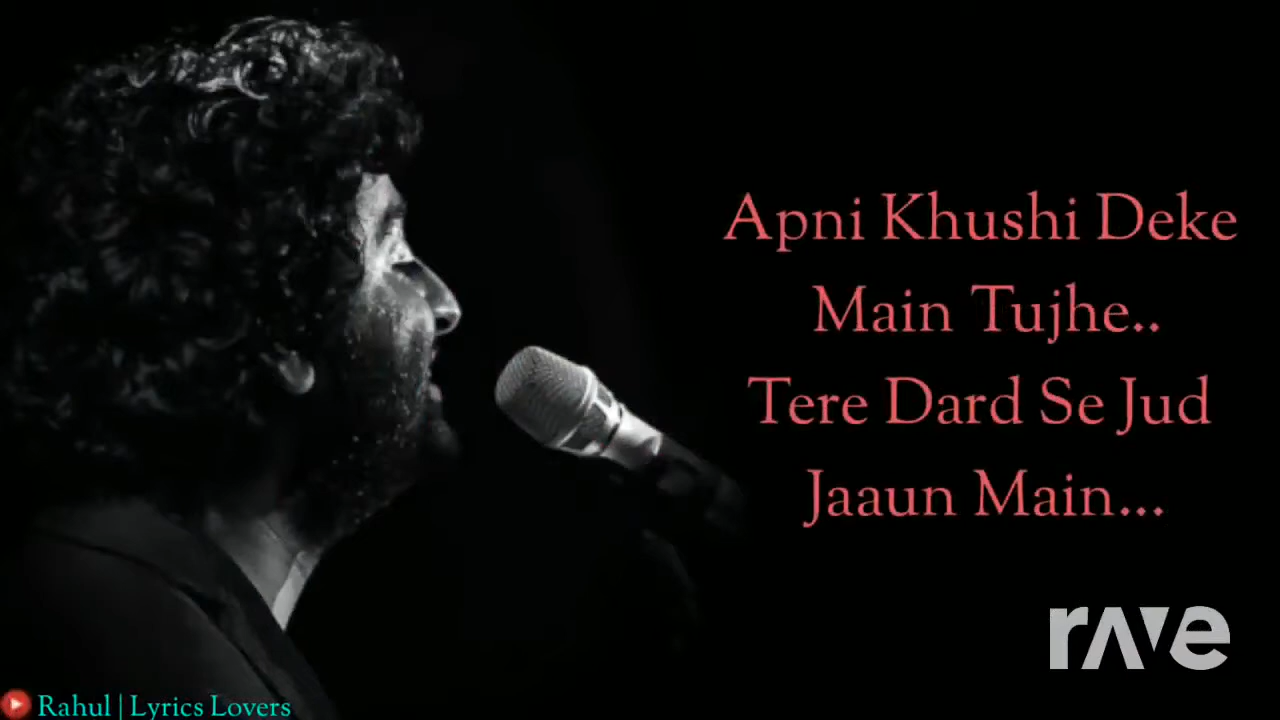 Apni Khushi Deke
Main Tujhe..
Tere Dard Se Jud
Jaaun Main...
rave
Rahul | Lyrics Lovers